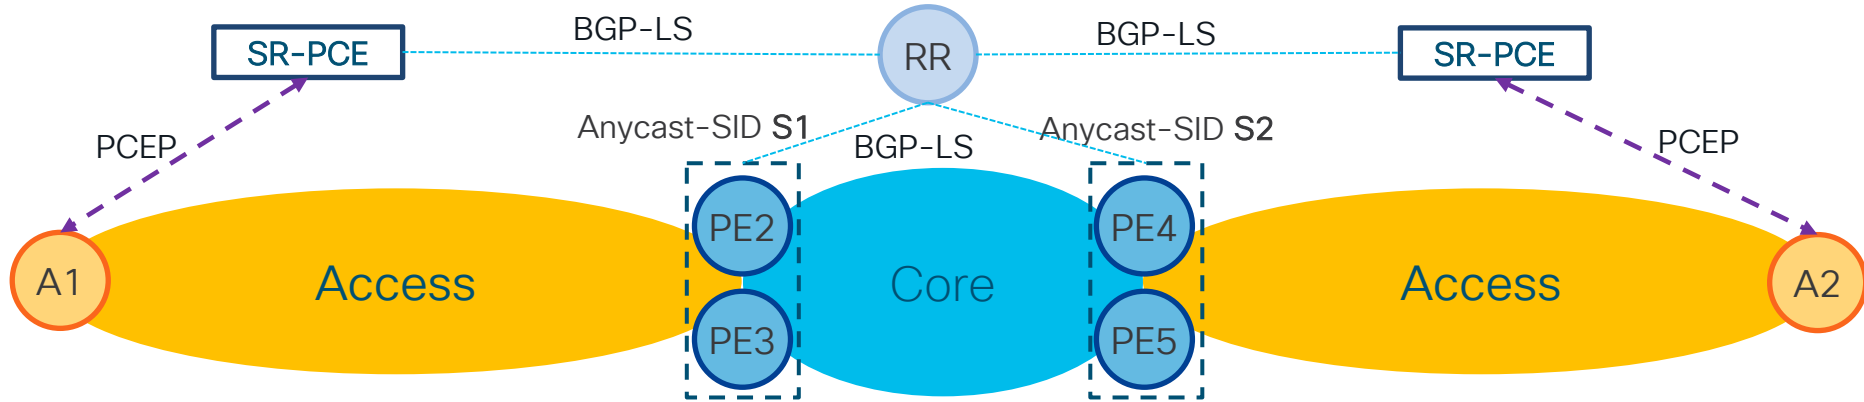 BGP-LS
BGP-LS
SR-PCE
RR
SR-PCE
Anycast-SID S1
Anycast-SID S2
PCEP
BGP-LS
PCEP
PE2
PE4
A1
Access
Core
Access
A2
PE3
PE5